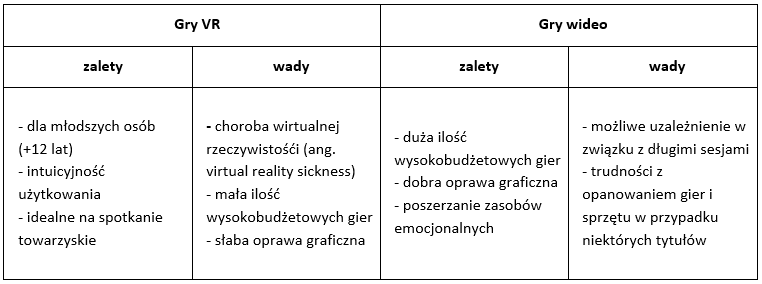 Gry VR
Gry wideo
zalety
wady
zalety
wady
- dla młodszych osób
(+12 lat)
- intuicyjność
użytkowania
- idealne na spotkanie
towarzyskie
- choroba wirtualnej
rzeczywistośći (ang.
virtual reality sickness)
- mała ilość
wysokobudżetowych gier
- słaba oprawa graficzna
- duża ilość
wysokobudżetowych gier
- dobra oprawa graficzna
- poszerzanie zasobów
emocjonalnych
- możliwe uzależnienie w
związku z długimi sesjami
- trudności z
opanowaniem gier i
sprzętu w przypadku
niektórych tytułów